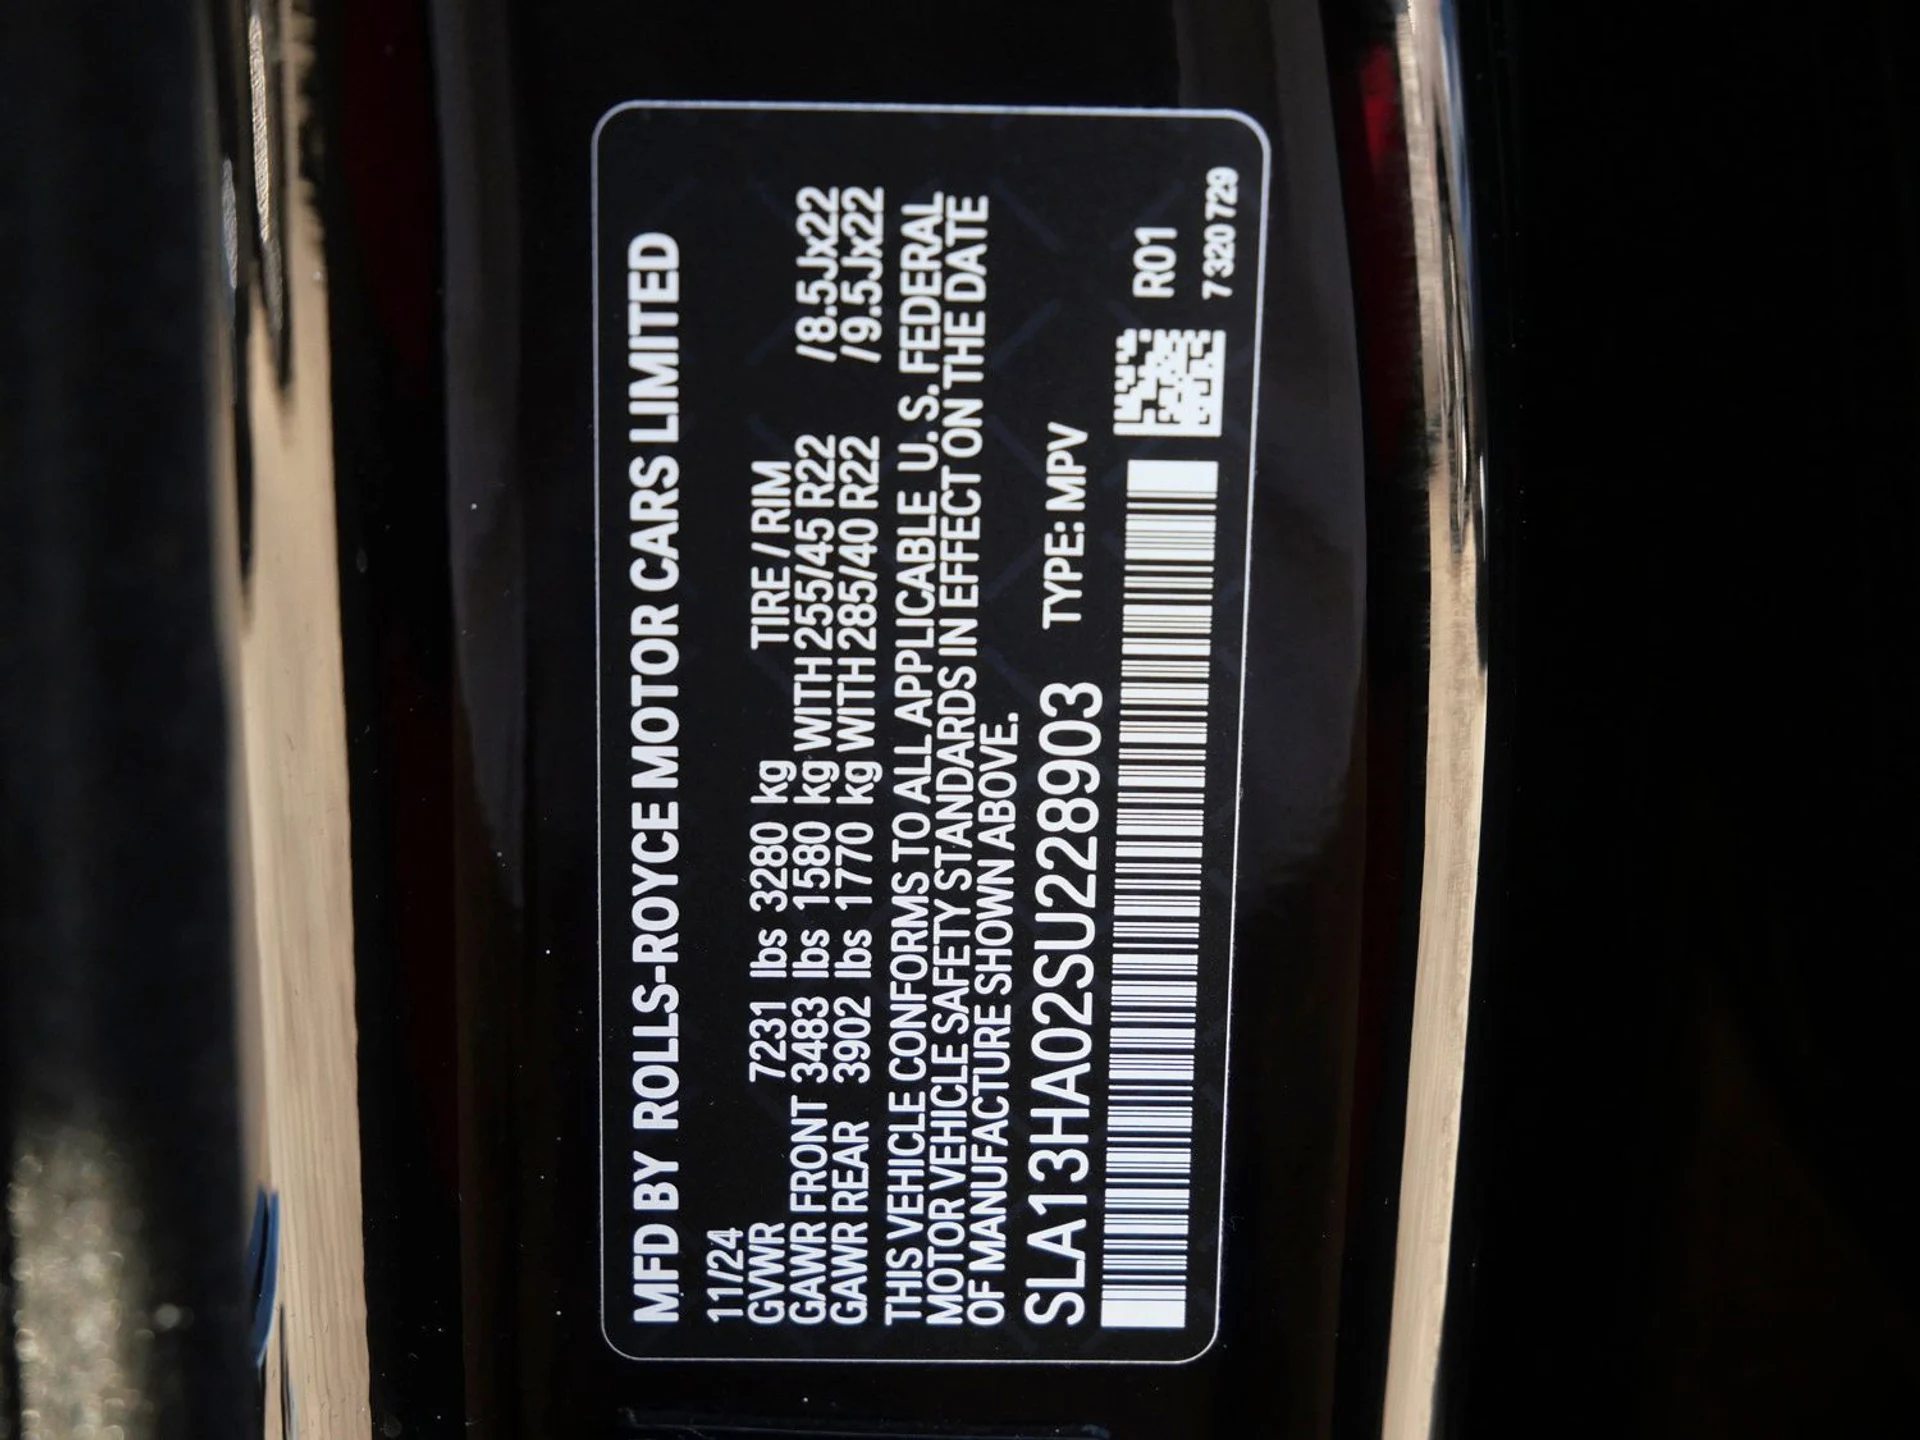 MFD BY ROLLS-ROYCE MOTOR CARS LIMITED
11/24
GVWR 7231 lbs 3280 kg TIRE / RIM
GAWR FRONT 3483 lbs 1580 kg WITH 255/45 R22 /8.5Jx22
GAWR REAR 3902 lbs 1770 kg WITH 285/40 R22 /9.5Jx22
THIS VEHICLE CONFORMS TO ALL APPLICABLE U.S. FEDERAL
MOTOR VEHICLE SAFETY STANDARDS IN EFFECT ON THE DATE
OF MANUFACTURE SHOWN ABOVE.
SLA13HA02SU228903 TYPE: MPV
R01
7 320 729